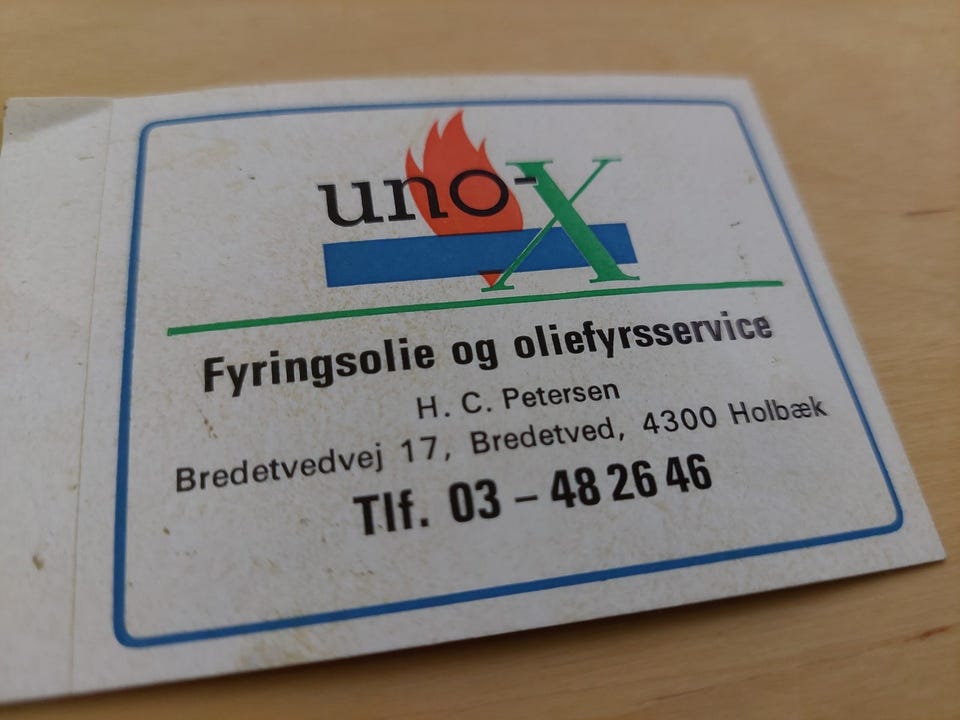 uno-X
Fyringsolie og oliefyrsservice
H. C. Petersen
Bredetvedvej 17, Bredetved, 4300 Holbæk
Tlf. 03 – 48 26 46